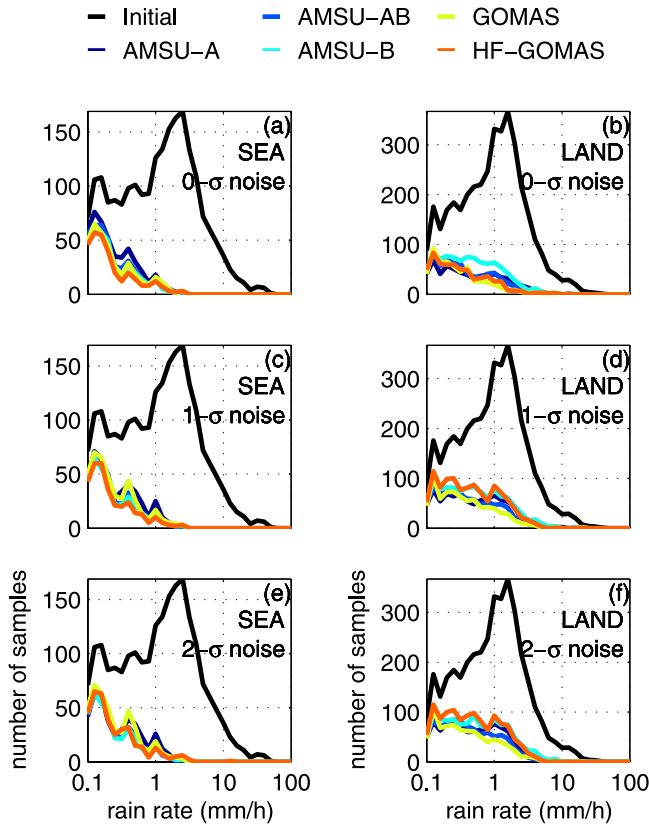 Initial AMSU−AB GOMAS
AMSU−A AMSU−B HF−GOMAS
(a)
SEA
0−σ noise
150
100
50
0
(b)
LAND
0−σ noise
300
200
100
0
(c)
SEA
1−σ noise
150
100
50
0
(d)
LAND
1−σ noise
300
200
100
0
(e)
SEA
2−σ noise
150
100
50
0
0.1 1 10 100
rain rate (mm/h)
number of samples
(f)
LAND
2−σ noise
300
200
100
0
0.1 1 10 100
rain rate (mm/h)
number of samples